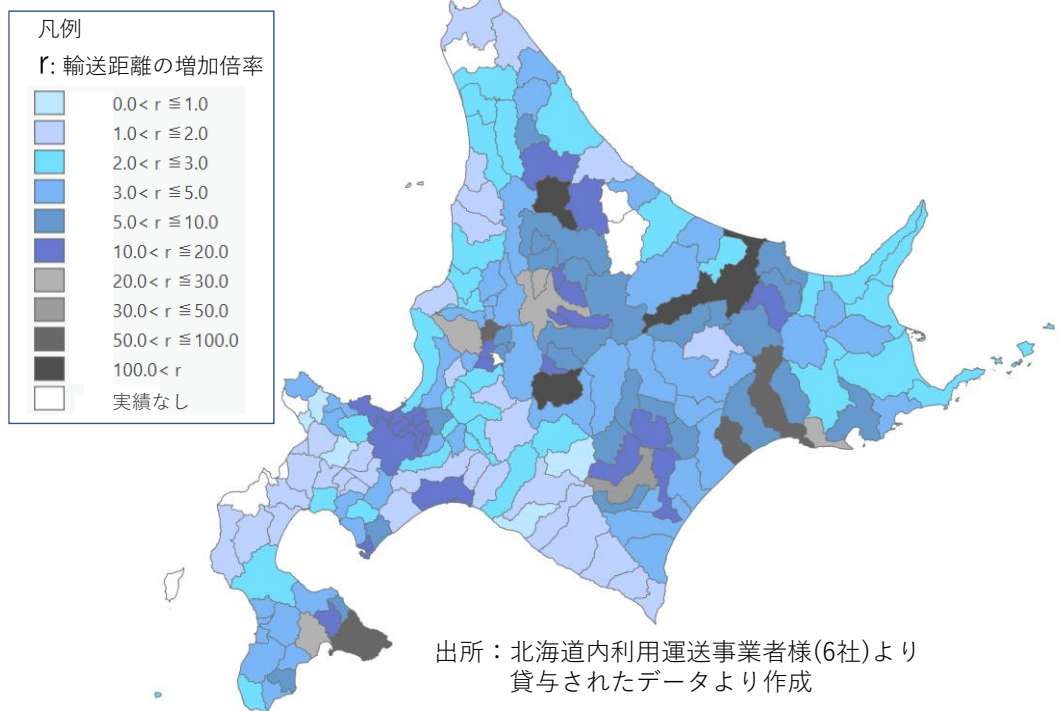 凡例
r: 輸送距離の増加倍率
0.0< r ≦1.0
1.0< r ≦2.0
2.0< r ≦3.0
3.0< r ≦5.0
5.0< r ≦10.0
10.0< r ≦20.0
20.0< r ≦30.0
30.0< r ≦50.0
50.0< r ≦100.0
100.0< r
実績なし
出所：北海道内利用運送事業者様(6社)より
貸与されたデータより作成